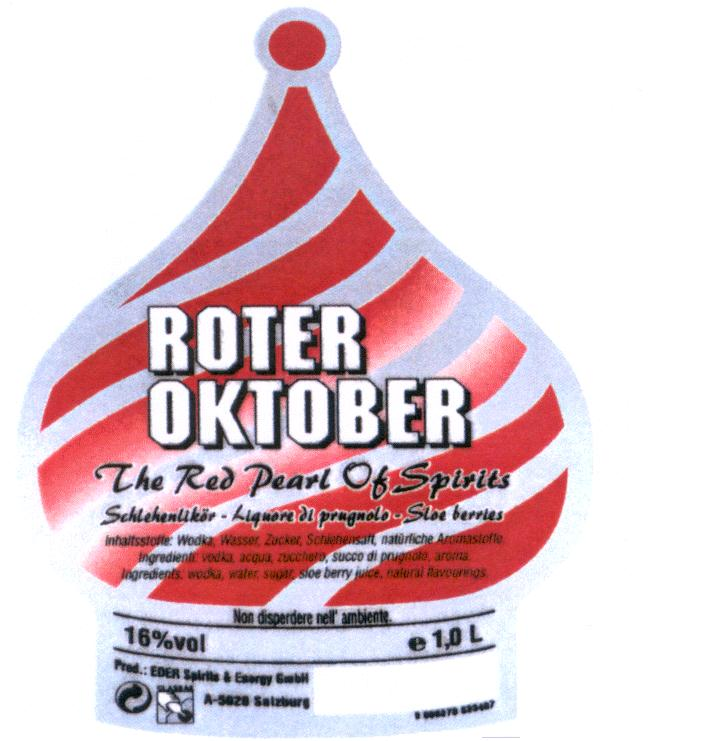 ROTER
OKTOBER
The Red Pearl Of Spirits
Schlehenlikör - Liquore di prugnolo - Sloe berries
Inhaltsstoffe: Wodka, Wasser, Zucker, Schlehensaft, natürliche Aromastoffe.
Ingredienti: vodka, acqua, zucchero, succo di prugnolo, aroma.
Ingredients: wodka, water, sugar, sloe berry juice, natural flavourings.
Non disperdere nell' ambiente.
16%vol e 1,0 L
Prod.: EDER Spirits & Energy GmbH
A-5020 Salzburg